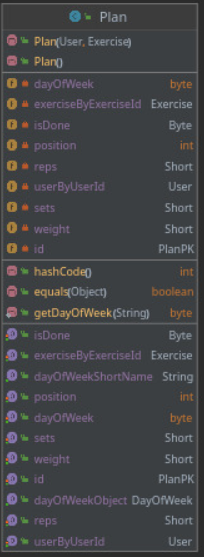 Plan
Plan(User, Exercise)
Plan()
dayOfWeek byte
exerciseByExerciseId Exercise
isDone Byte
position int
reps Short
userByUserId User
sets Short
weight Short
id PlanPK
hashCode() int
equals(Object) boolean
getDayOfWeek(String) byte
isDone Byte
exerciseByExerciseId Exercise
dayOfWeekShortName String
position int
dayOfWeek byte
sets Short
weight Short
id PlanPK
dayOfWeekObject DayOfWeek
reps Short
userByUserId User